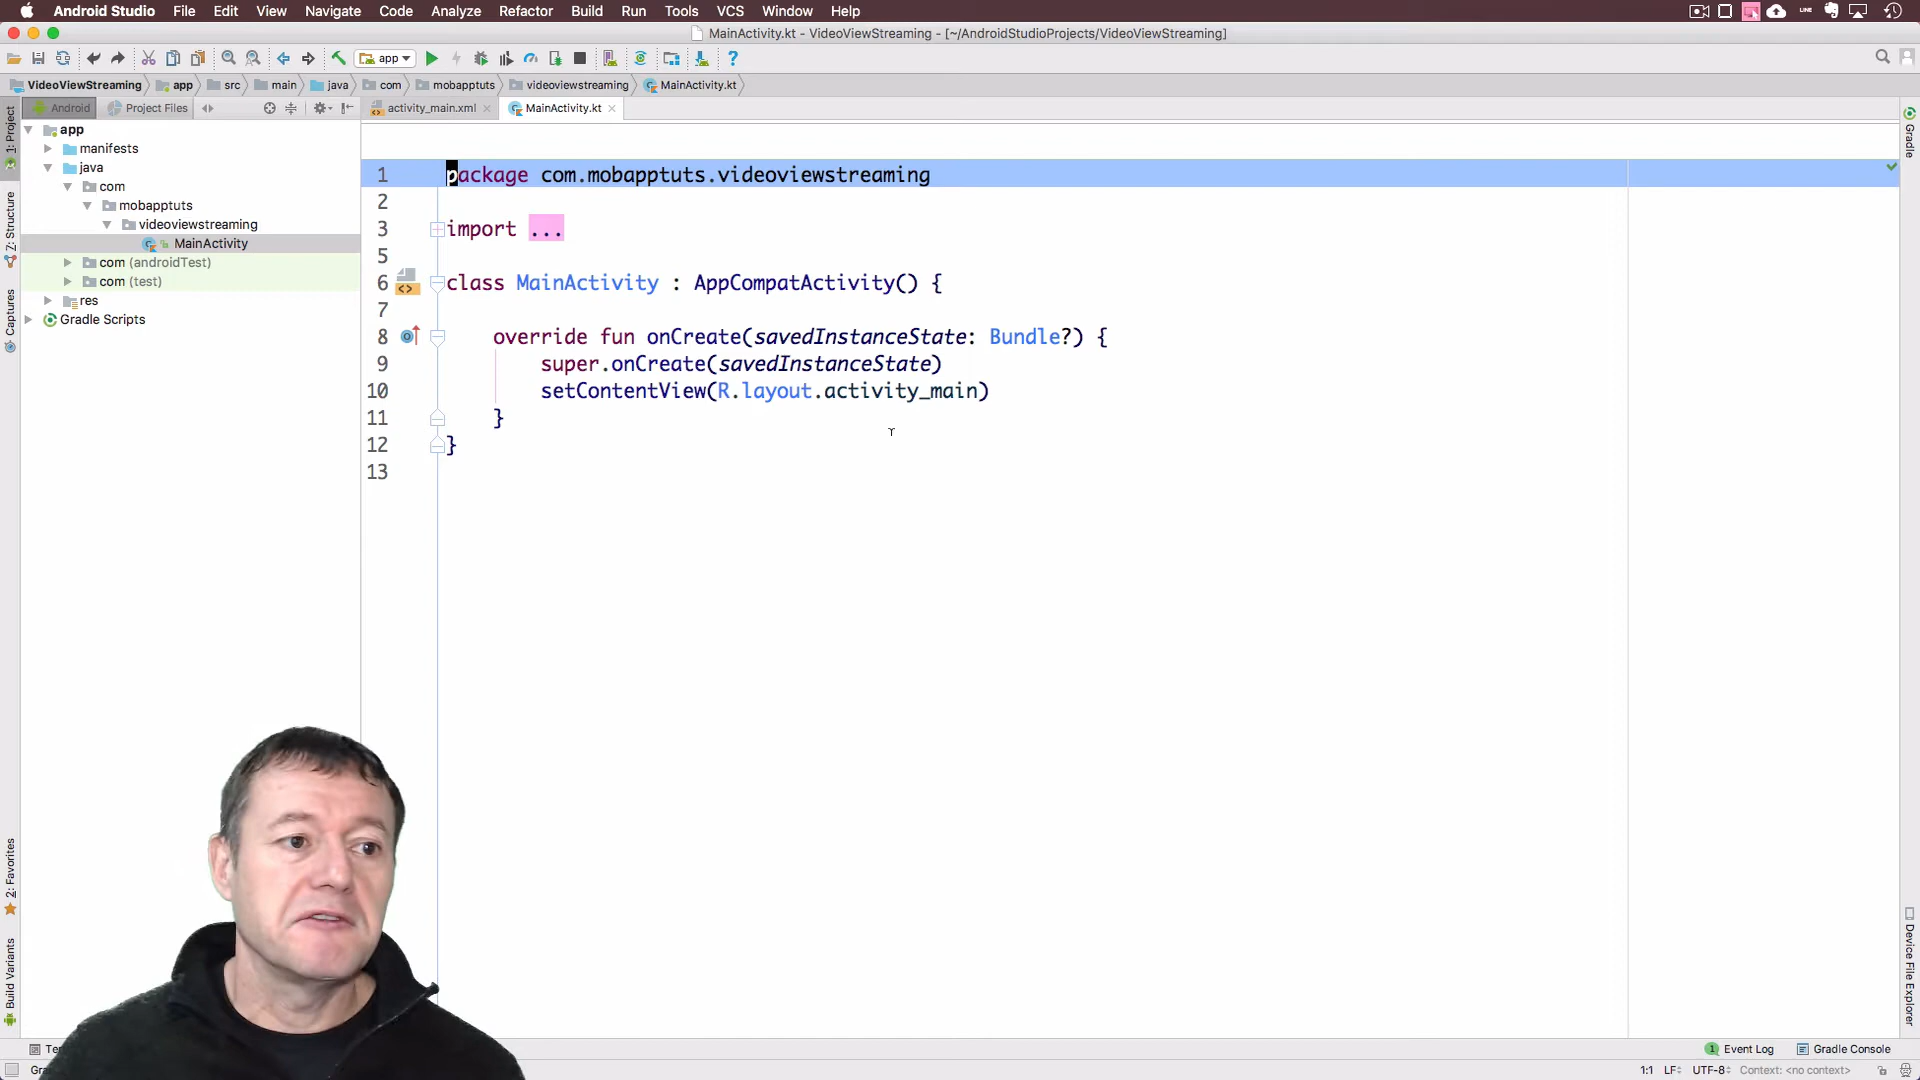 Android Studio File Edit View Navigate Code Analyze Refactor Build Run Tools VCS Window Help
MainActivity.kt - VideoViewStreaming - [~/AndroidStudioProjects/VideoViewStreaming]
app
VideoViewStreaming app src main java com mobapptuts videoviewstreaming MainActivity.kt
Android Project Files activity_main.xml MainActivity.kt
1: Project
Z: Structure
Captures
2: Favorites
Build Variants
app
manifests
java
com
mobapptuts
videoviewstreaming
MainActivity
com (androidTest)
com (test)
res
Gradle Scripts
1 package com.mobapptuts.videoviewstreaming
2
3 import ...
5
6 class MainActivity : AppCompatActivity() {
7
8 override fun onCreate(savedInstanceState: Bundle?) {
9 super.onCreate(savedInstanceState)
10 setContentView(R.layout.activity_main)
11 }
12 }
13
Gradle
Device File Explorer
Te
1 Event Log Gradle Console
Gra
1:1 LF÷ UTF-8÷ Context: <no context>